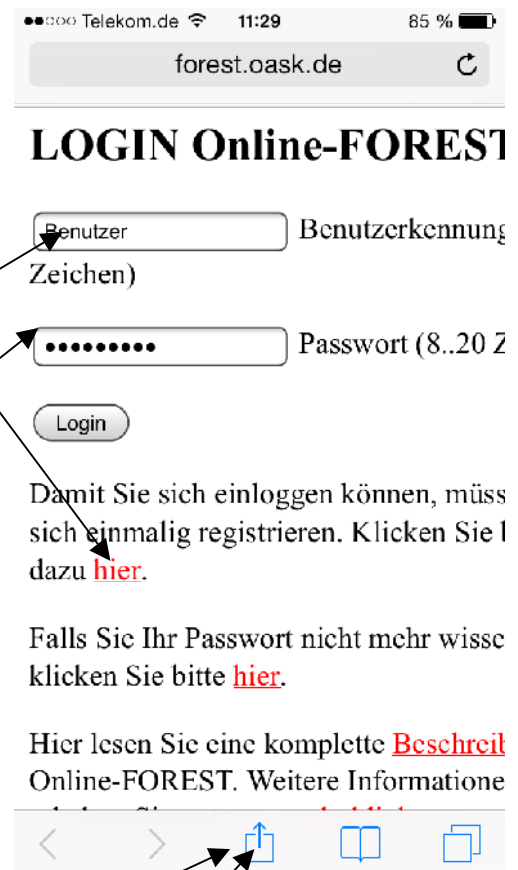 Telekom.de 11:29 85 %
forest.oask.de
LOGIN Online-FOREST
Benutzer Benutzerkennung
Zeichen)
••••••••• Passwort (8..20 Z
Login
Damit Sie sich einloggen können, müss
sich einmalig registrieren. Klicken Sie b
dazu hier.
Falls Sie Ihr Passwort nicht mehr wisse
klicken Sie bitte hier.
Hier lesen Sie eine komplette Beschreib
Online-FOREST. Weitere Informatione